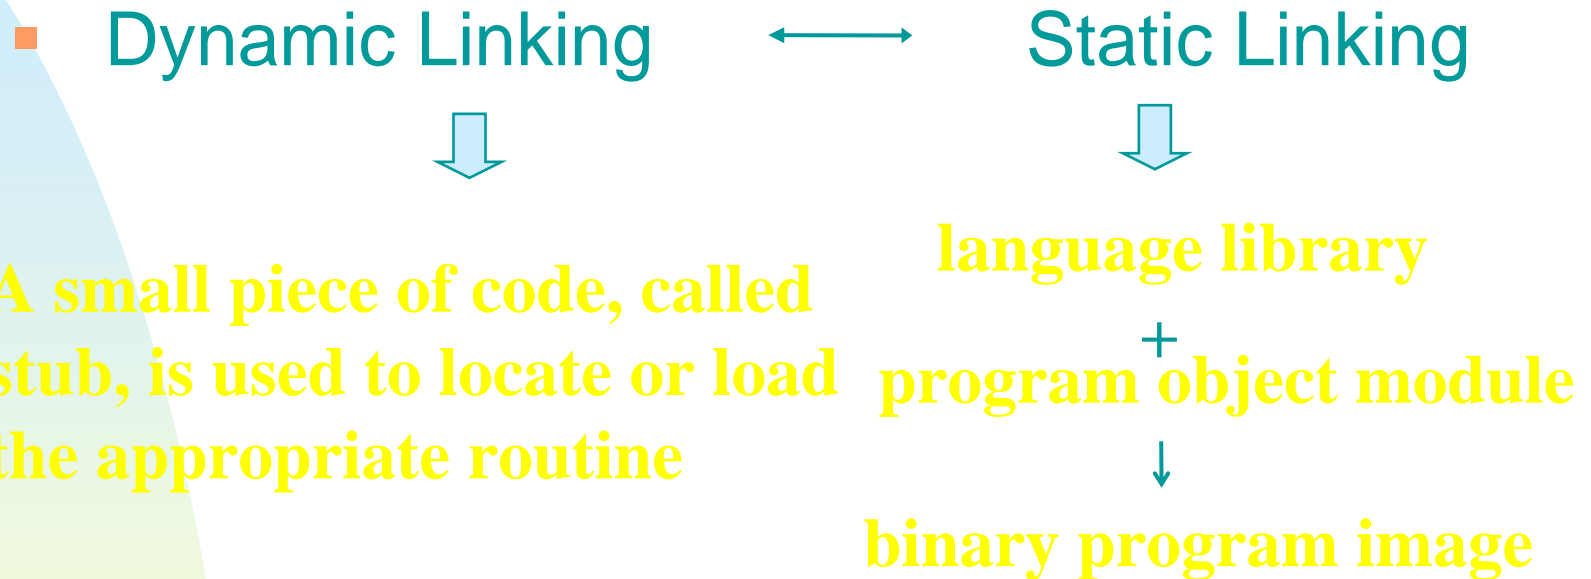 Dynamic Linking
Static Linking
A small piece of code, called
stub, is used to locate or load
the appropriate routine
language library
+
program object module
binary program image